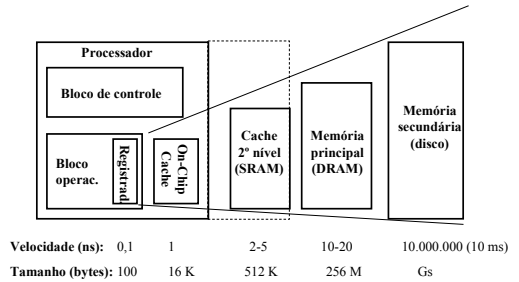 Processador
Bloco de controle
Bloco
operac.
Registrad
On-Chip
Cache
Cache
2º nível
(SRAM)
Memória
principal
(DRAM)
Memória
secundária
(disco)
Velocidade (ns): 0,1 1 2-5 10-20 10.000.000 (10 ms)
Tamanho (bytes): 100 16 K 512 K 256 M Gs